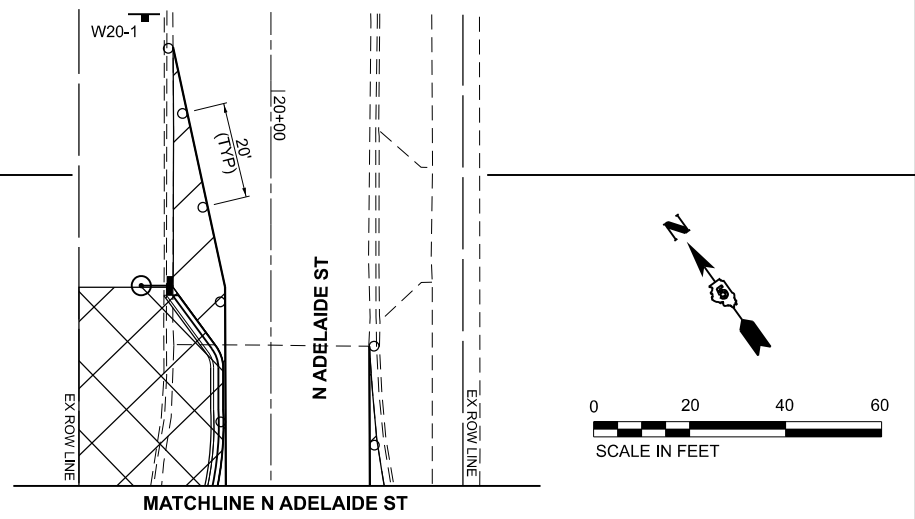 W20-1
20+00
20'
(TYP)
N ADELAIDE ST
N
5
EX ROW LINE
EX ROW LINE
0 20 40 60
SCALE IN FEET
MATCHLINE N ADELAIDE ST